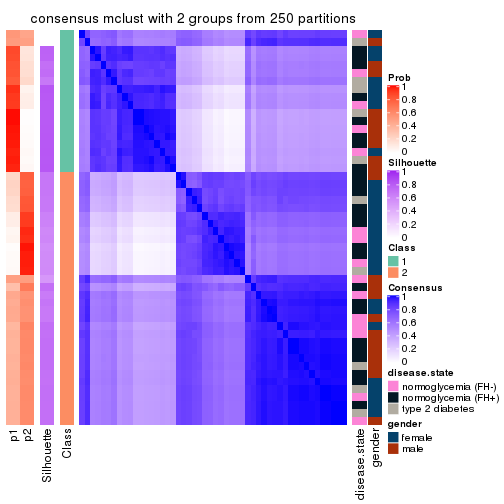 consensus mclust with 2 groups from 250 partitions
Prob
1
0.8
0.6
0.4
0.2
0
Silhouette
1
0.8
0.6
0.4
0.2
0
Class
1
2
Consensus
1
0.8
0.6
0.4
0.2
0
disease.state
normoglycemia (FH-)
normoglycemia (FH+)
type 2 diabetes
gender
female
male
p1
p2
Silhouette
Class
disease.state
gender